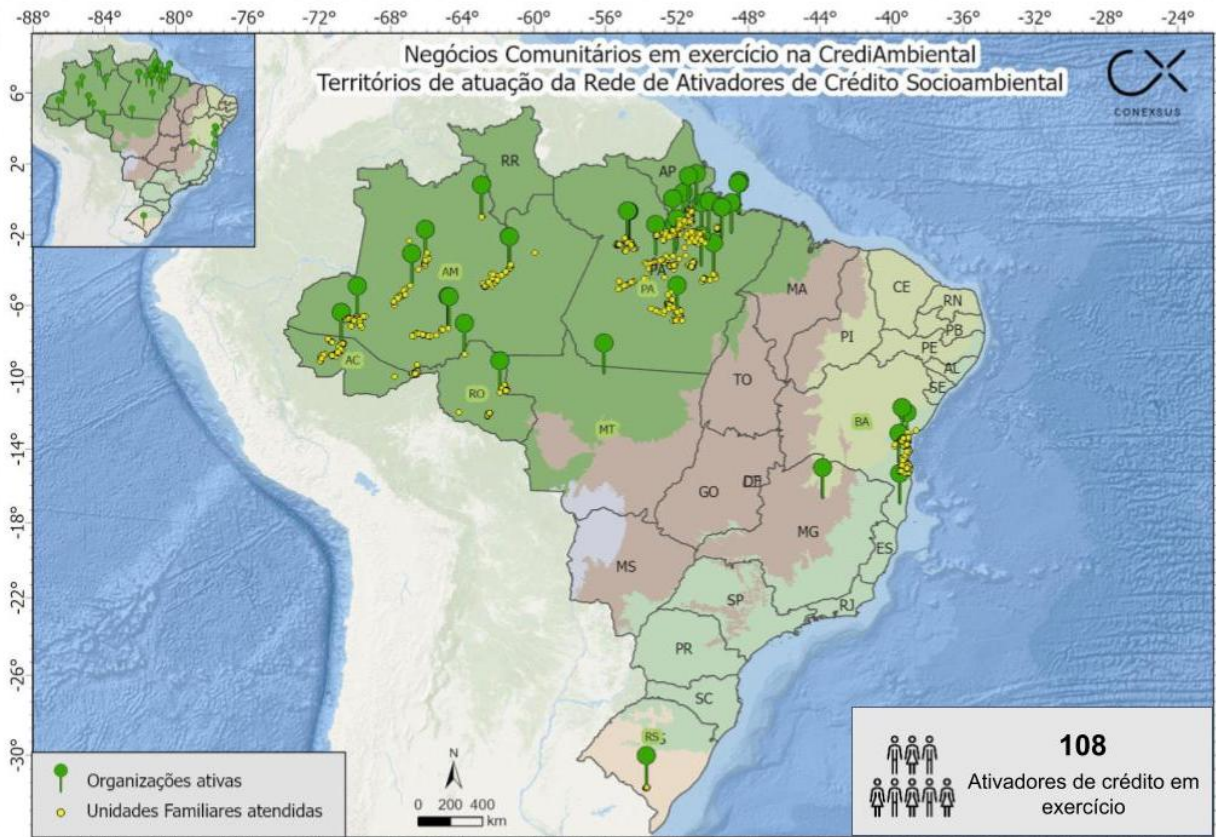 -88° -84° -80° -76° -72° -68° -64° -60° -56° -52° -48° -44° -40° -36° -32° -28° -24°
Negócios Comunitários em exercício na CrediAmbiental
Territórios de atuação da Rede de Ativadores de Crédito Socioambiental
CONEXSUS
6°
2°
-2°
-6°
-10°
-14°
-18°
-22°
-26°
-30°
RR
AP
AM
PA
PA
MA
CE
RN
PB
PE
AL
SE
PI
AC
RO
TO
MT
BA
GO
DF
MG
ES
MS
SP
RJ
PR
SC
RS
Organizações ativas
Unidades Familiares atendidas
N
0 200 400
km
108
Ativadores de crédito em
exercício